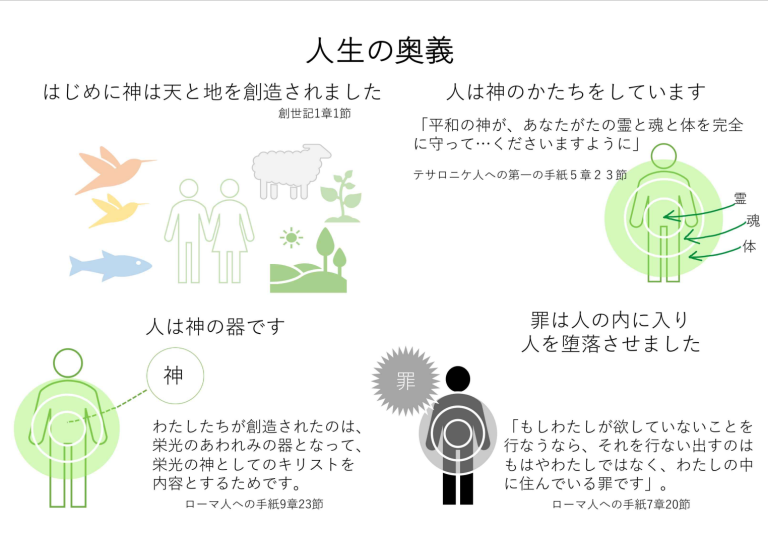 人生の奥義
はじめに神は天と地を創造されました
創世記1章1節
人は神のかたちをしています
「平和の神が、あなたがたの霊と魂と体を完全
に守って…くださいますように」
テサロニケ人への第一の手紙５章２３節
霊
魂
体
人は神の器です
神
わたしたちが創造されたのは、
栄光のあわれみの器となって、
栄光の神としてのキリストを
内容とするためです。
ローマ人への手紙9章23節
罪は人の内に入り
人を堕落させました
罪
「もしわたしが欲していないことを
行なうなら、それを行ない出すのは
もはやわたしではなく、わたしの中
に住んでいる罪です」。
ローマ人への手紙7章20節